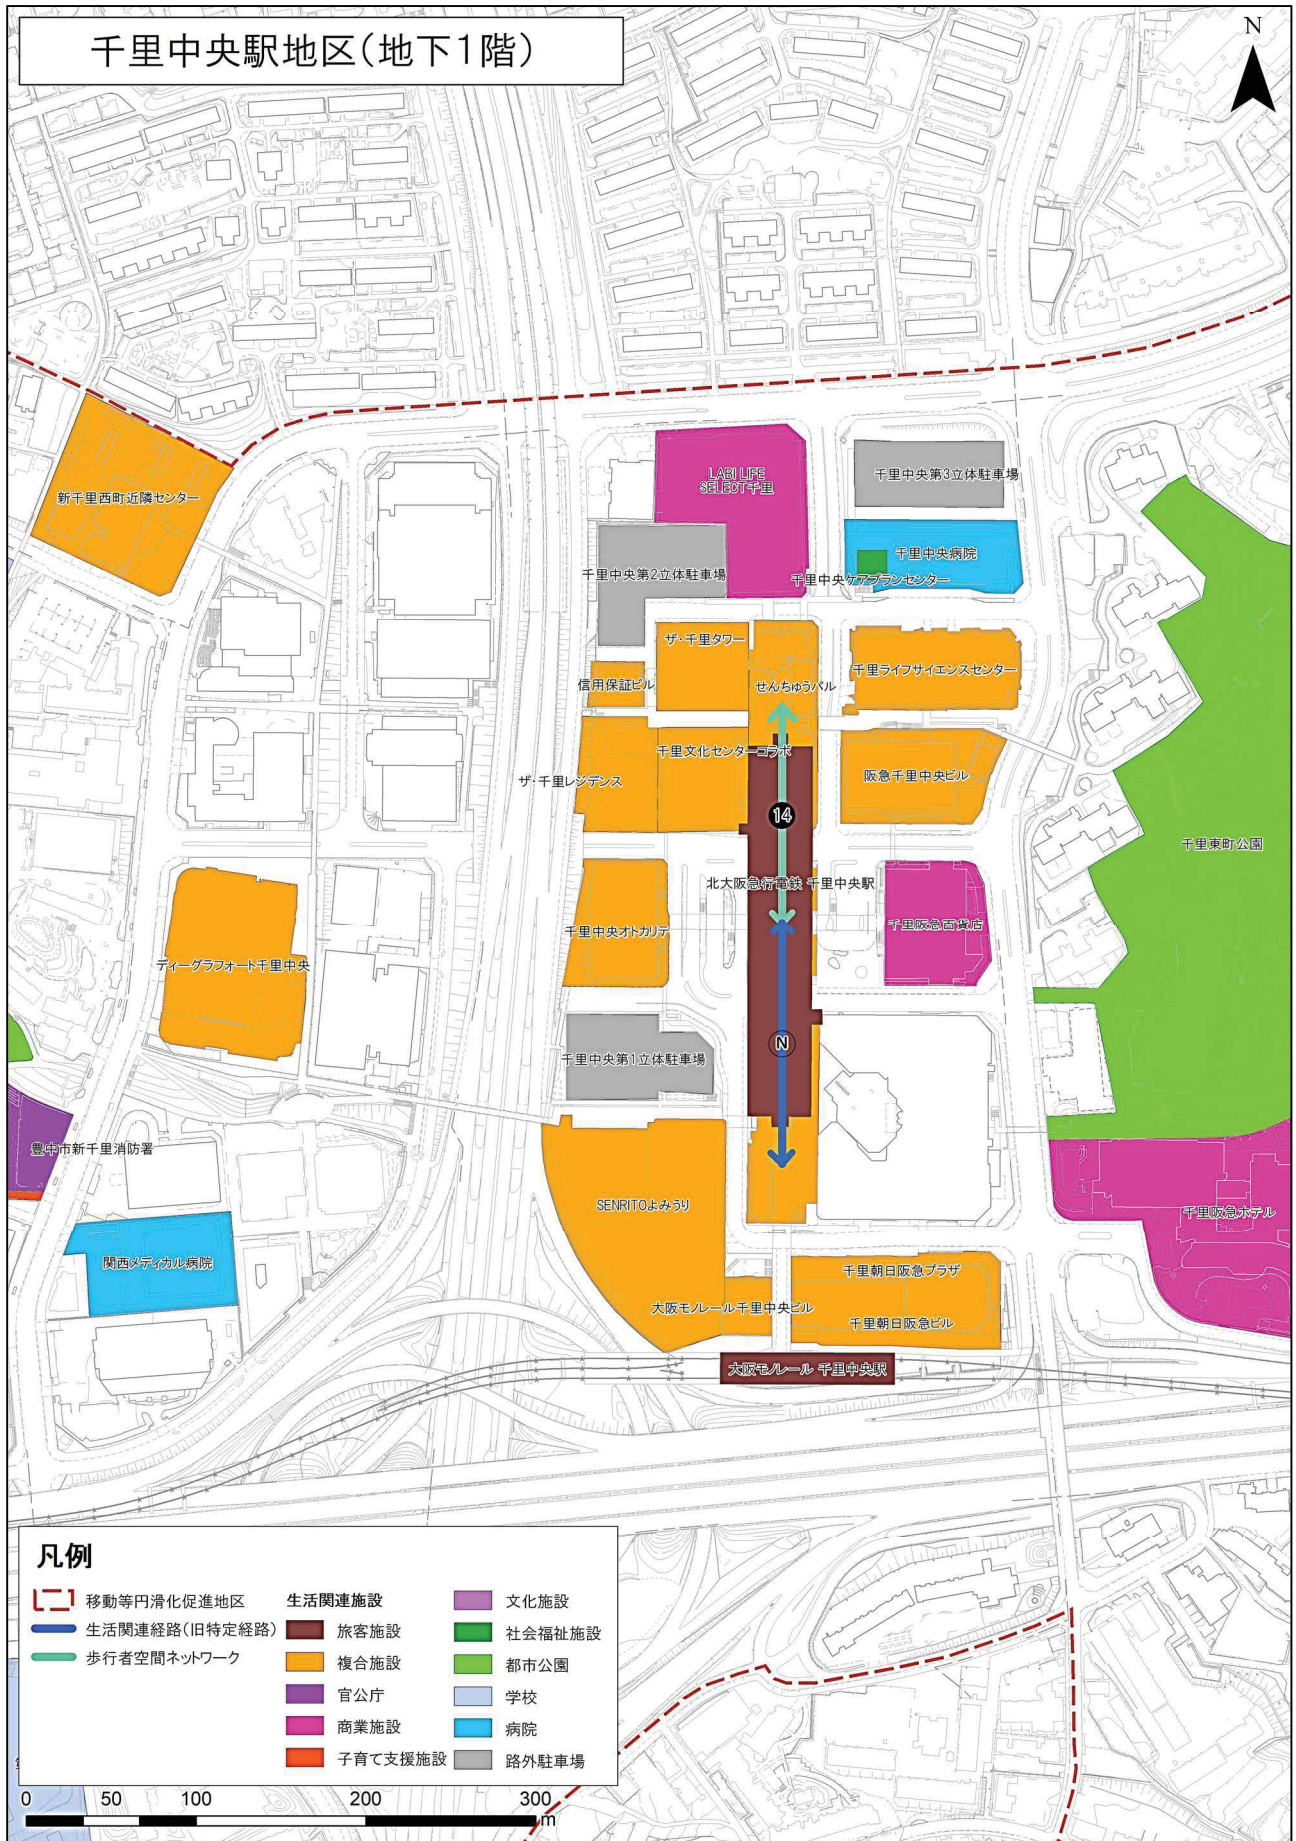 千里中央駅地区(地下1階)
N
LABI LIFE
SELECT千里
千里中央第3立体駐車場
新千里西町近隣センター
千里中央病院
千里中央第2立体駐車場
千里中央ケアプランセンター
ザ・千里タワー
千里ライフサイエンスセンター
信用保証ビル
せんちゅうパル
千里文化センターコラボ
ザ・千里レジデンス
阪急千里中央ビル
14
千里東町公園
北大阪急行電鉄 千里中央駅
千里中央オトカリテ
千里阪急百貨店
ディーグラフォート千里中央
N
千里中央第1立体駐車場
豊中市新千里消防署
SENRITOよみうり
千里阪急ホテル
関西メディカル病院
千里朝日阪急プラザ
大阪モノレール千里中央ビル
千里朝日阪急ビル
大阪モノレール 千里中央駅
凡例
移動等円滑化促進地区
生活関連経路(旧特定経路)
歩行者空間ネットワーク
生活関連施設
旅客施設
複合施設
官公庁
商業施設
子育て支援施設
文化施設
社会福祉施設
都市公園
学校
病院
路外駐車場
0 50 100 200 300
m